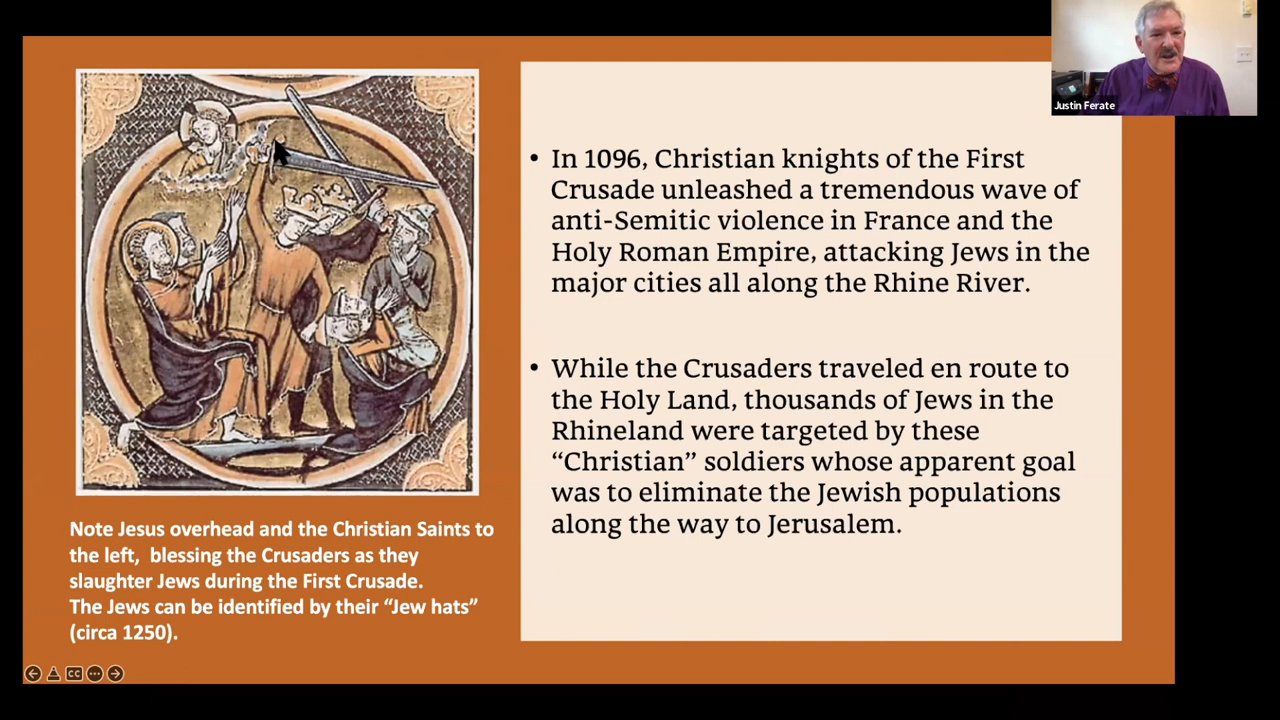 Justin Ferate
• In 1096, Christian knights of the First
Crusade unleashed a tremendous wave of
anti-Semitic violence in France and the
Holy Roman Empire, attacking Jews in the
major cities all along the Rhine River.
• While the Crusaders traveled en route to
the Holy Land, thousands of Jews in the
Rhineland were targeted by these
“Christian” soldiers whose apparent goal
was to eliminate the Jewish populations
along the way to Jerusalem.
Note Jesus overhead and the Christian Saints to
the left,  blessing the Crusaders as they
slaughter Jews during the First Crusade.
The Jews can be identified by their “Jew hats”
(circa 1250).
CC